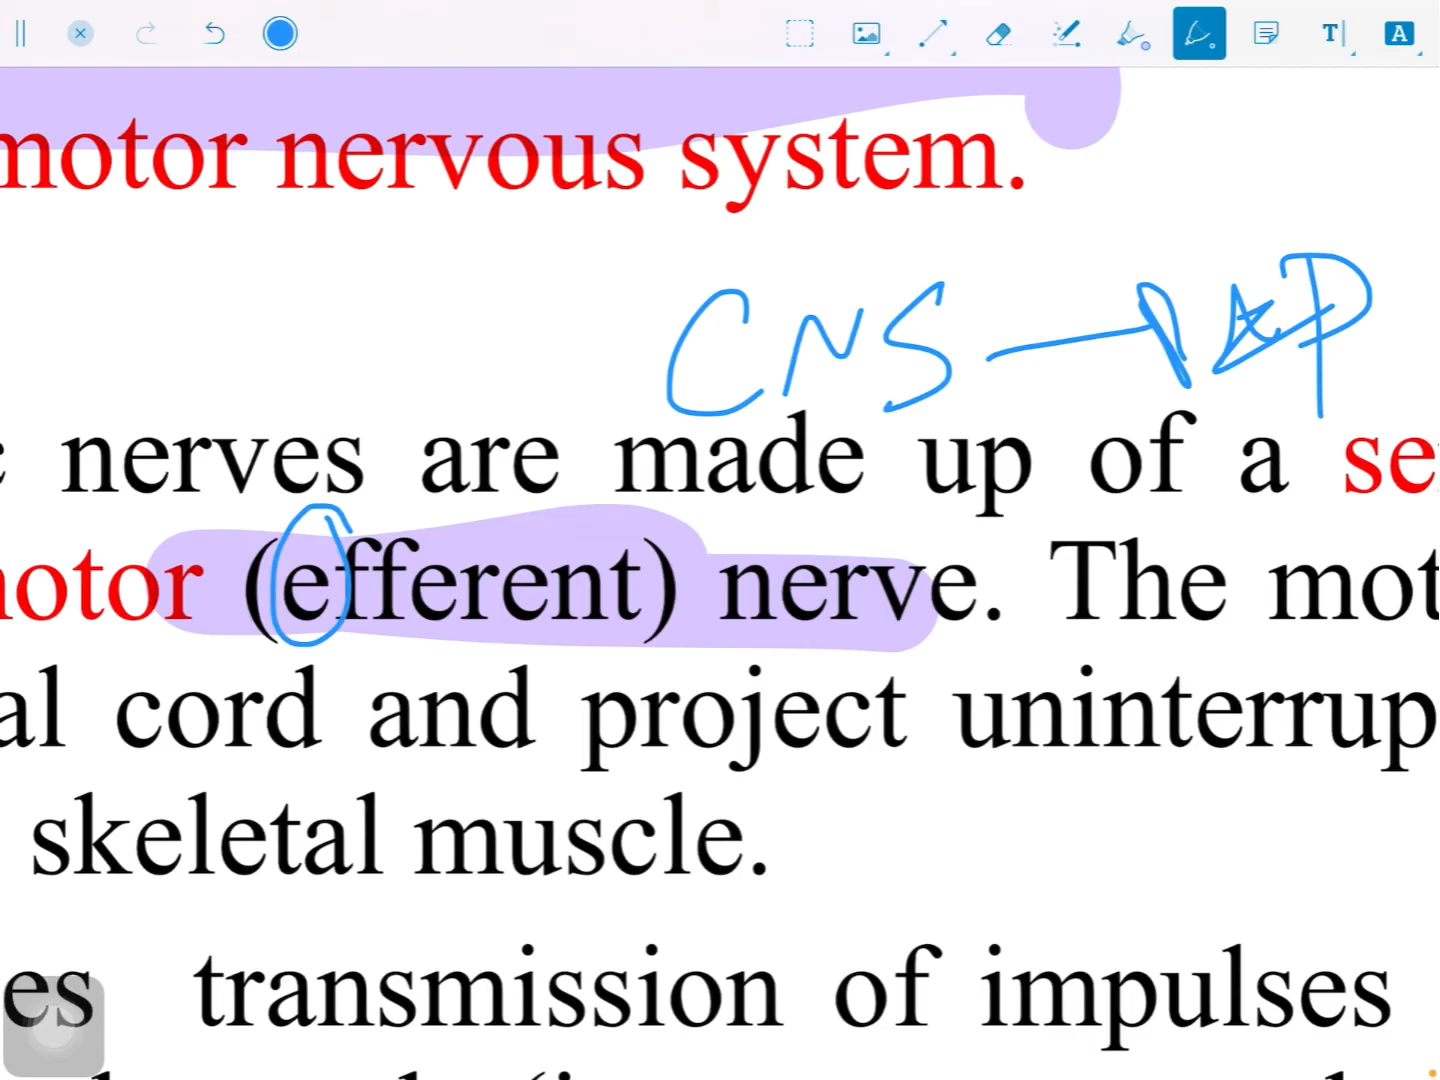 T A
motor nervous system.
CNS
nerves are made up of a se
motor (efferent) nerve. The mot
al cord and project uninterrup
skeletal muscle.
es transmission of impulses